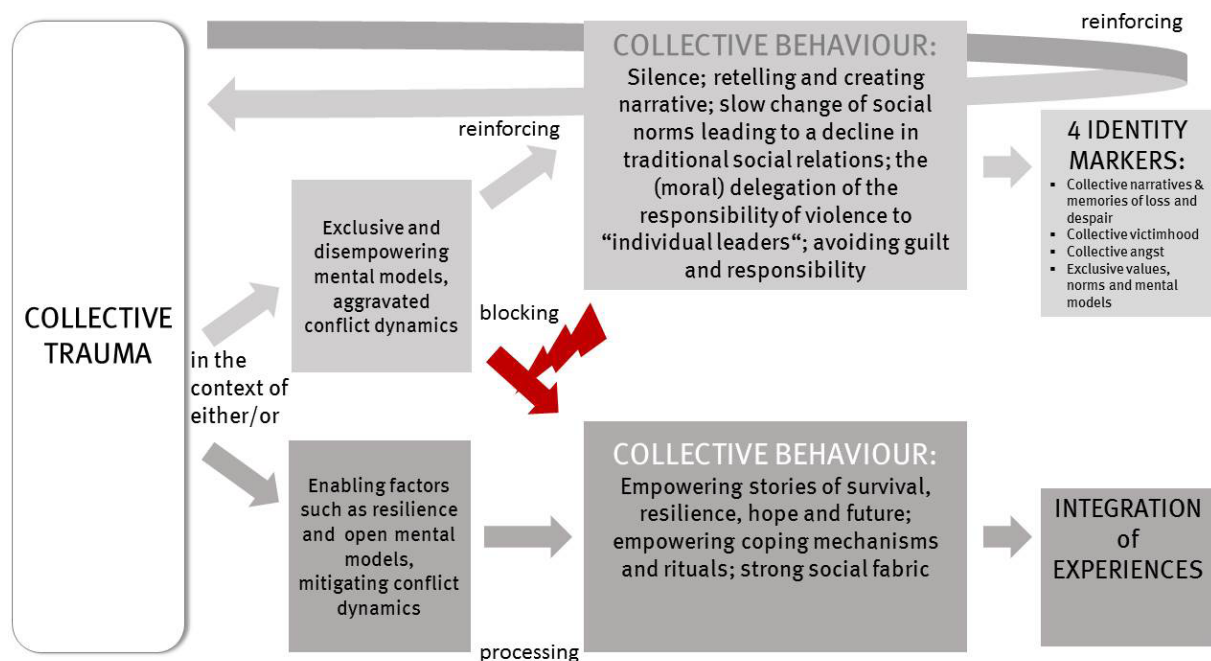 reinforcing
COLLECTIVE BEHAVIOUR:
Silence; retelling and creating
narrative; slow change of social
norms leading to a decline in
traditional social relations; the
(moral) delegation of the
responsibility of violence to
“individual leaders“; avoiding guilt
and responsibility
4 IDENTITY
MARKERS:
▪ Collective narratives &
memories of loss and
despair
▪ Collective victimhood
▪ Collective angst
▪ Exclusive values,
norms and mental
models
reinforcing
Exclusive and
disempowering
mental models,
aggravated
conflict dynamics
blocking
COLLECTIVE
TRAUMA
in the
context of
either/or
Enabling factors
such as resilience
and open mental
models,
mitigating conflict
dynamics
processing
COLLECTIVE BEHAVIOUR:
Empowering stories of survival,
resilience, hope and future;
empowering coping mechanisms
and rituals; strong social fabric
INTEGRATION
of
EXPERIENCES